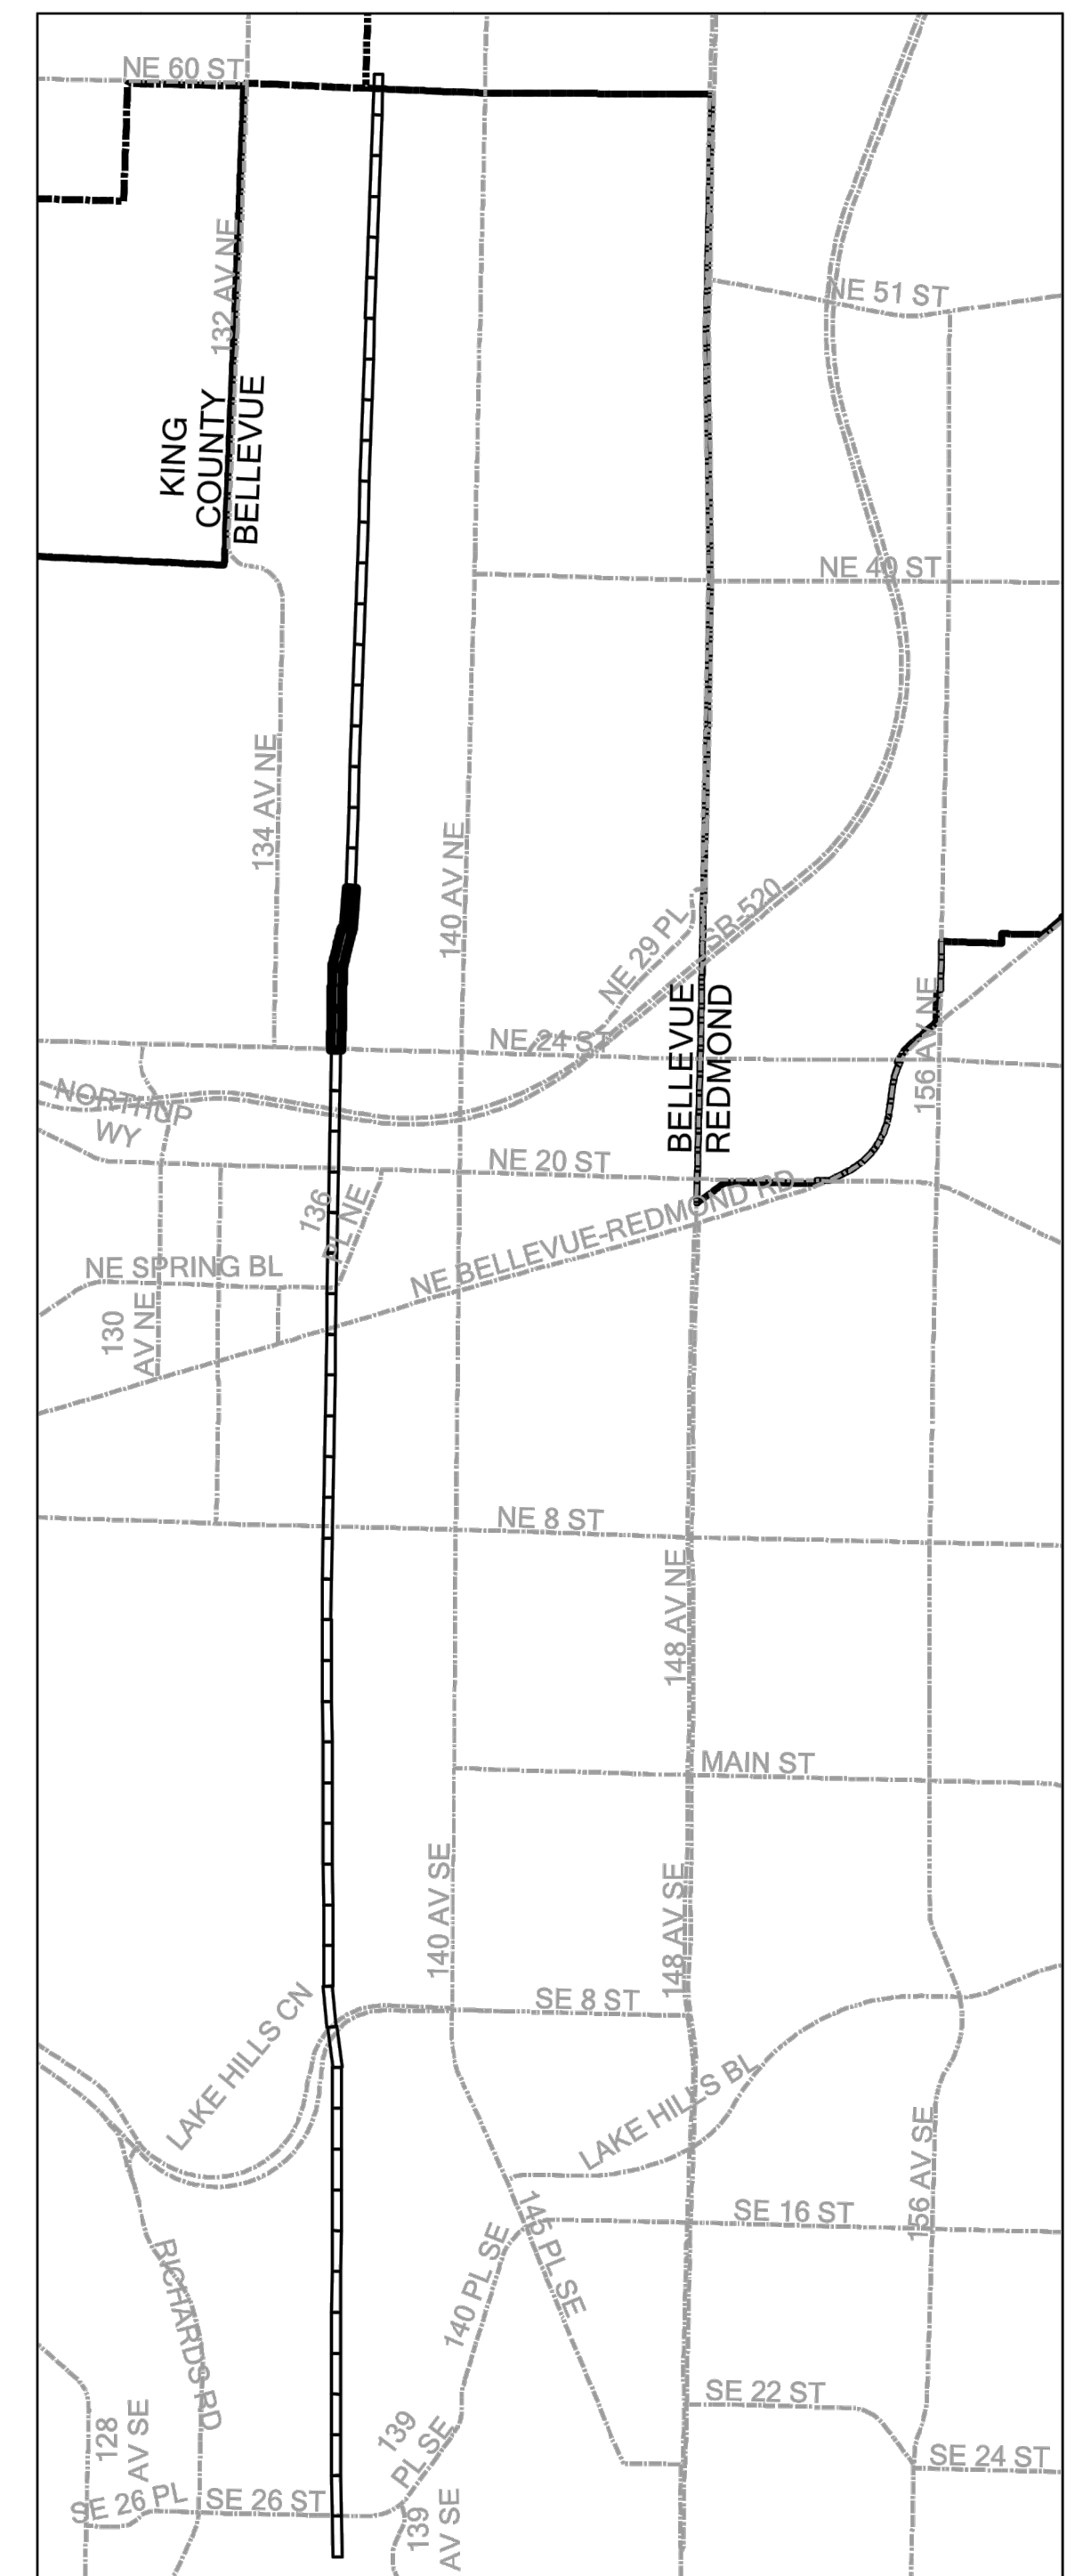 NE 60 ST
132 AV NE
NE 51 ST
KING
COUNTY
BELLEVUE
NE 40 ST
134 AV NE
140 AV NE
NE 29 PL
SR-520
BELLEVUE
REDMOND
156 AV NE
NE 24 ST
NORTHUP
WY
NE 20 ST
136
PL NE
NE BELLEVUE-REDMOND RD
NE SPRING BL
130
AV NE
NE 8 ST
148 AV NE
MAIN ST
140 AV SE
148 AV SE
SE 8 ST
LAKE HILLS CN
LAKE HILLS BL
156 AV SE
SE 16 ST
145 PL SE
140 PL SE
RICHARDS RD
SE 22 ST
128
AV SE
139
PL SE
SE 24 ST
SE 26 PL
SE 26 ST
139
AV SE